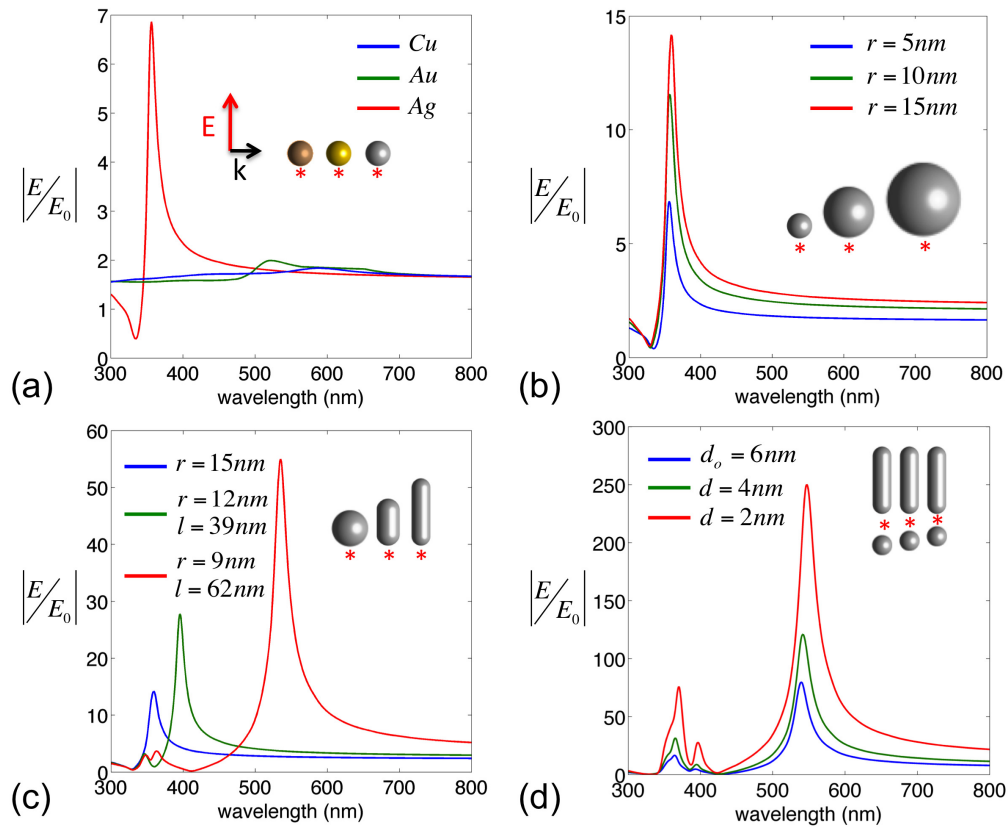 7
6
5
4
3
2
1
0
300 400 500 600 700 800
wavelength (nm)
|E/E₀|
Cu
Au
Ag
E
k
* * *
(a)
15
10
5
0
300 400 500 600 700 800
wavelength (nm)
|E/E₀|
r = 5nm
r = 10nm
r = 15nm
* * *
(b)
60
50
40
30
20
10
0
300 400 500 600 700 800
wavelength (nm)
|E/E₀|
r = 15nm
r = 12nm
l = 39nm
r = 9nm
l = 62nm
* * *
(c)
300
250
200
150
100
50
0
300 400 500 600 700 800
wavelength (nm)
|E/E₀|
dₒ = 6nm
d = 4nm
d = 2nm
* * *
(d)